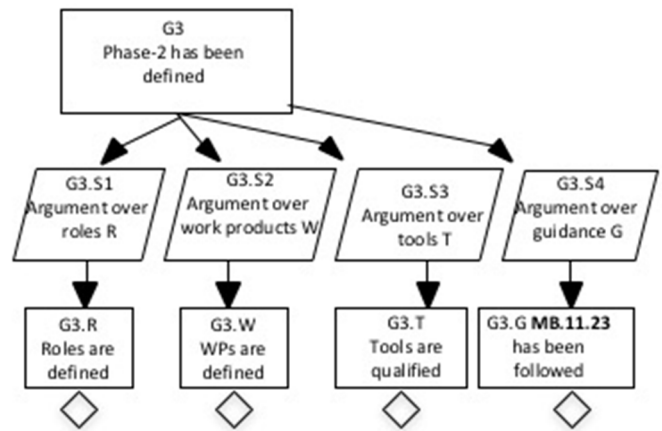 G3
Phase-2 has been
defined
G3.S1
Argument over
roles R
G3.S2
Argument over
work products W
G3.S3
Argument over
tools T
G3.S4
Argument over
guidance G
G3.R
Roles are
defined
G3.W
WPs are
defined
G3.T
Tools are
qualified
G3.G MB.11.23
has been
followed